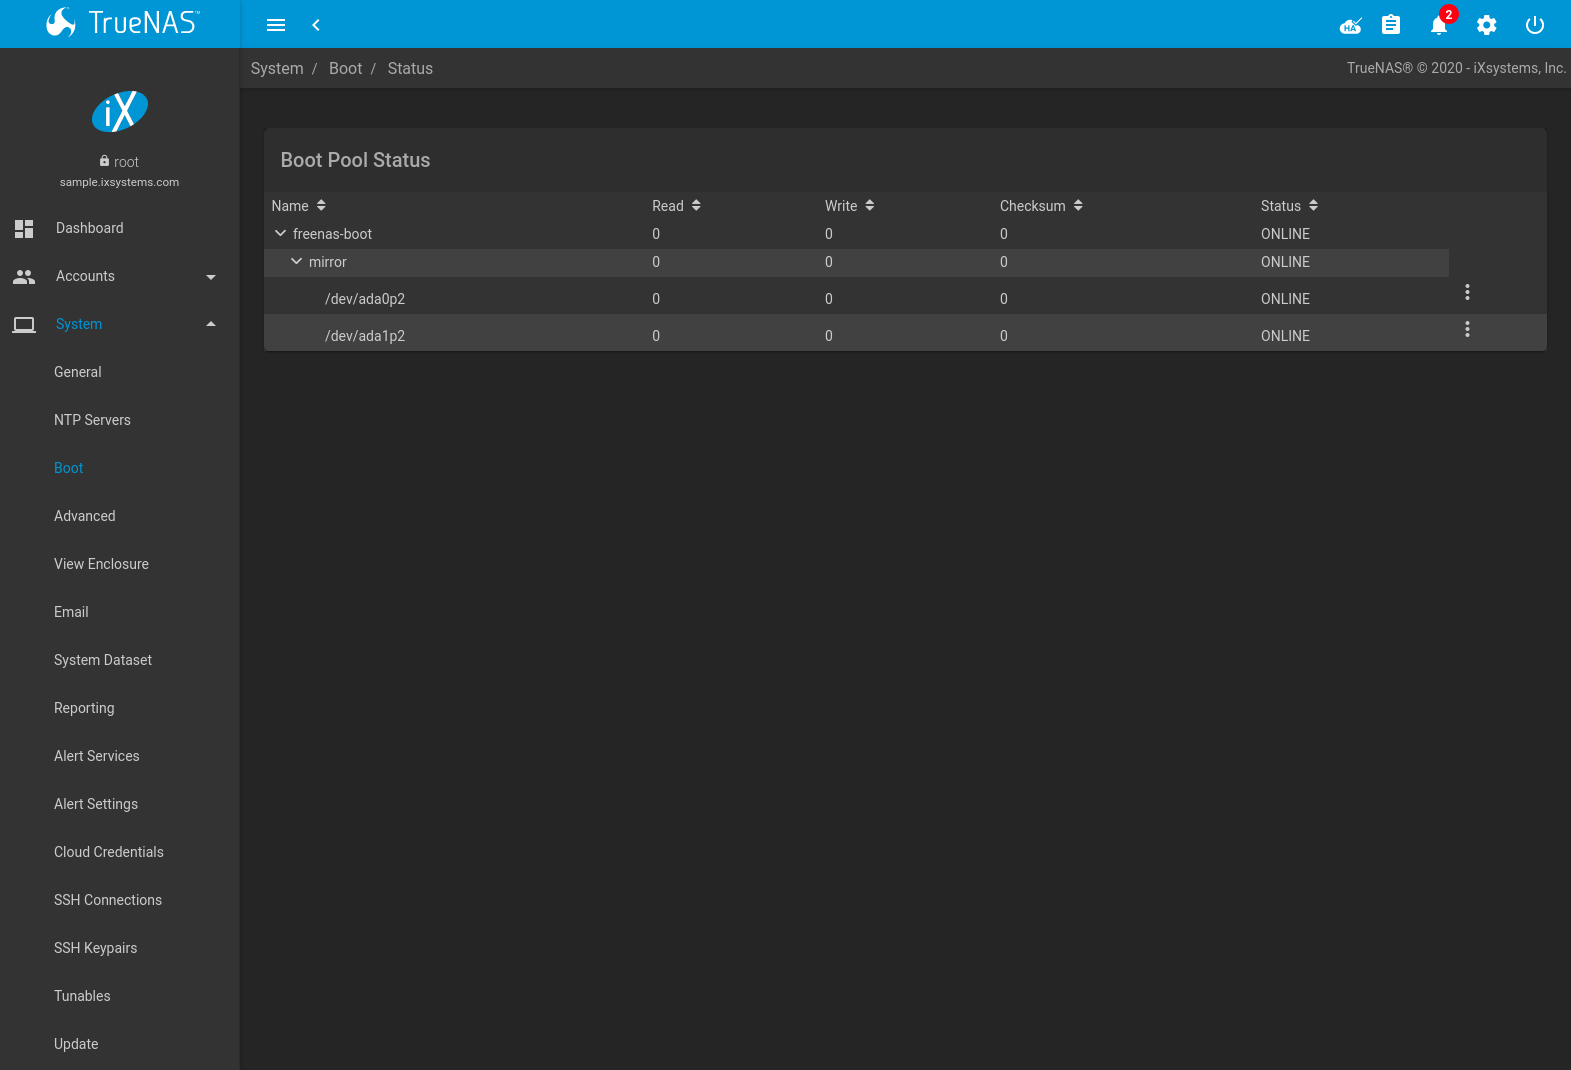 TrueNAS™
2
System / Boot / Status
TrueNAS® © 2020 - iXsystems, Inc.
iX
root
sample.ixsystems.com
Dashboard
Accounts
System
General
NTP Servers
Boot
Advanced
View Enclosure
Email
System Dataset
Reporting
Alert Services
Alert Settings
Cloud Credentials
SSH Connections
SSH Keypairs
Tunables
Update
HA
Boot Pool Status
Name Read Write Checksum Status
freenas-boot 0 0 0 ONLINE
mirror 0 0 0 ONLINE
/dev/ada0p2 0 0 0 ONLINE
/dev/ada1p2 0 0 0 ONLINE